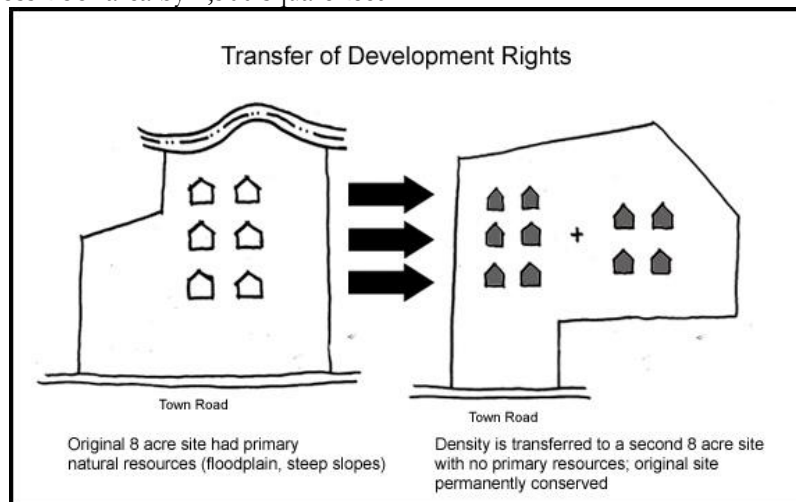 Transfer of Development Rights
+
Town Road
Original 8 acre site had primary
natural resources (floodplain, steep slopes)
Town Road
Density is transferred to a second 8 acre site
with no primary resources; original site
permanently conserved